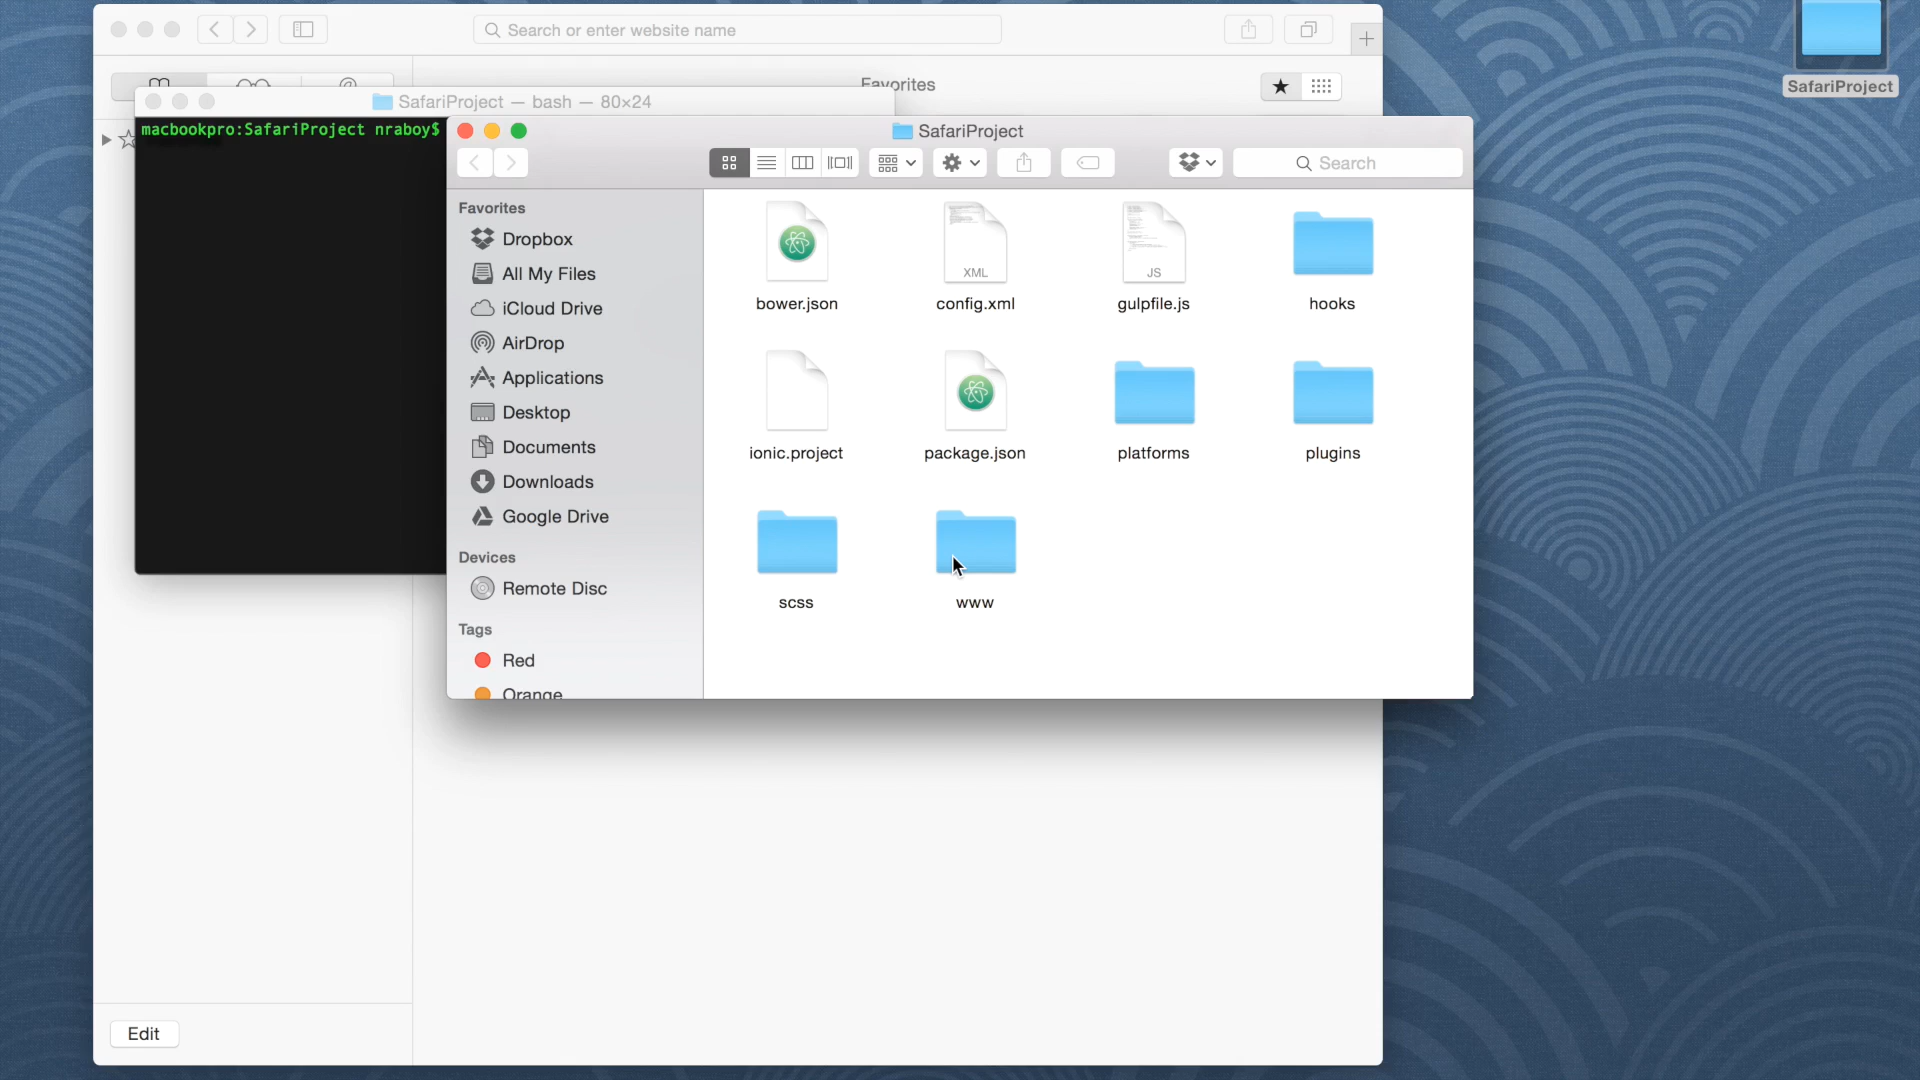 Search or enter website name
Favorites
SafariProject
SafariProject — bash — 80×24
macbookpro:SafariProject nraboy$
SafariProject
Search
Favorites
Dropbox
All My Files
iCloud Drive
AirDrop
Applications
Desktop
Documents
Downloads
Google Drive
Devices
Remote Disc
Tags
Red
Orange
XML
JS
bower.json
config.xml
gulpfile.js
hooks
ionic.project
package.json
platforms
plugins
scss
www
Edit